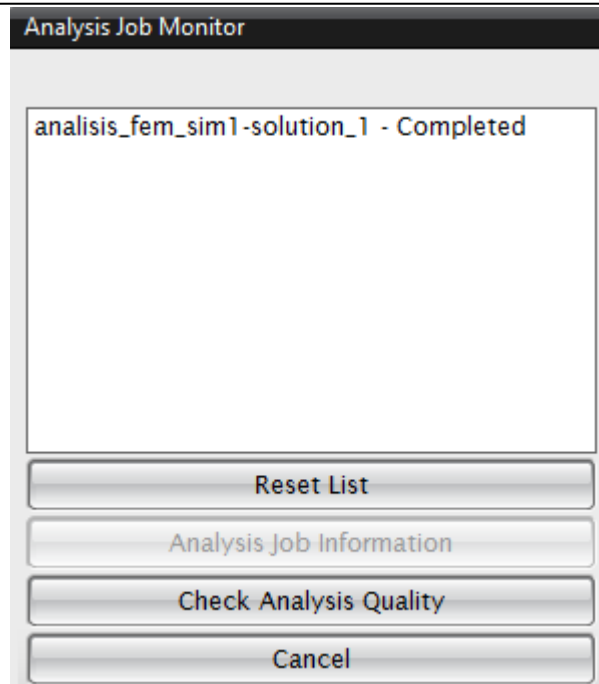 Analysis Job Monitor
analisis_fem_sim1-solution_1 - Completed
Reset List
Analysis Job Information
Check Analysis Quality
Cancel